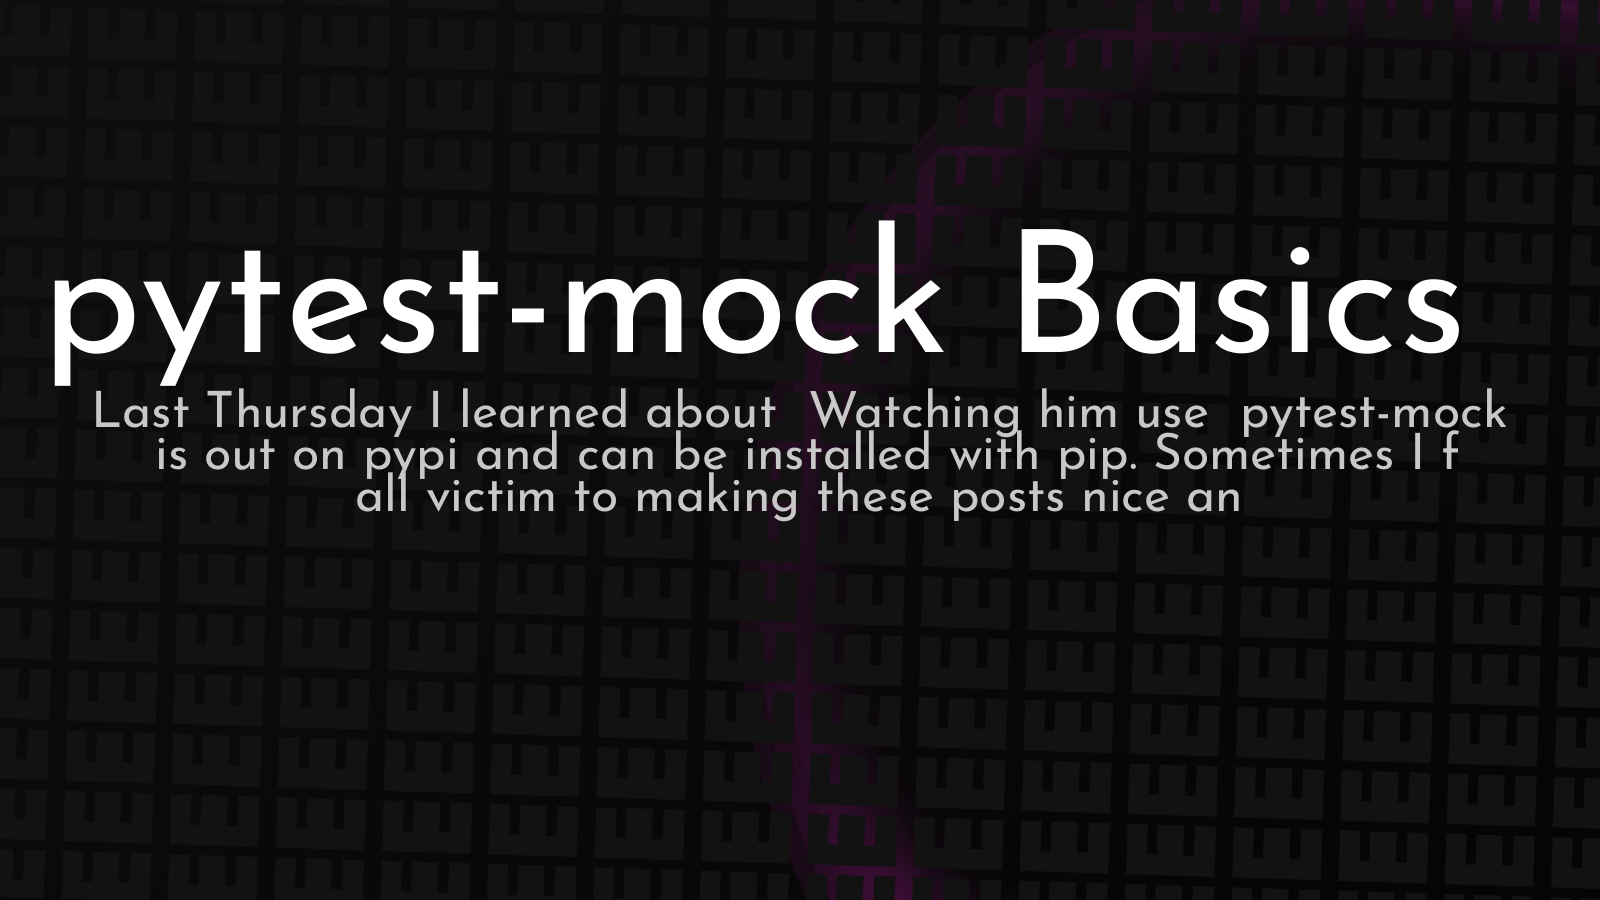 pytest-mock Basics
Last Thursday I learned about  Watching him use  pytest-mock
is out on pypi and can be installed with pip. Sometimes I f
all victim to making these posts nice an